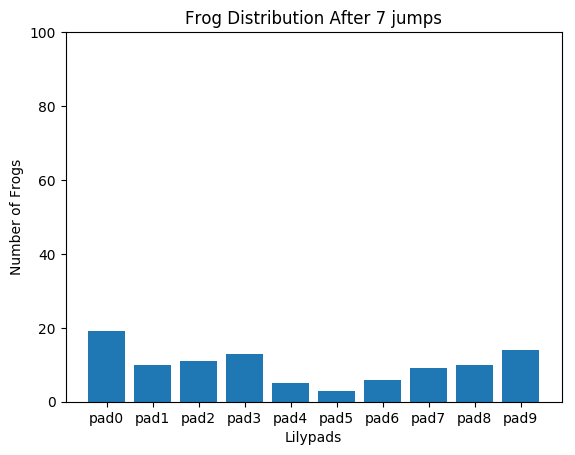 Frog Distribution After 7 jumps
100
80
60
40
20
0
Number of Frogs
pad0 pad1 pad2 pad3 pad4 pad5 pad6 pad7 pad8 pad9
Lilypads